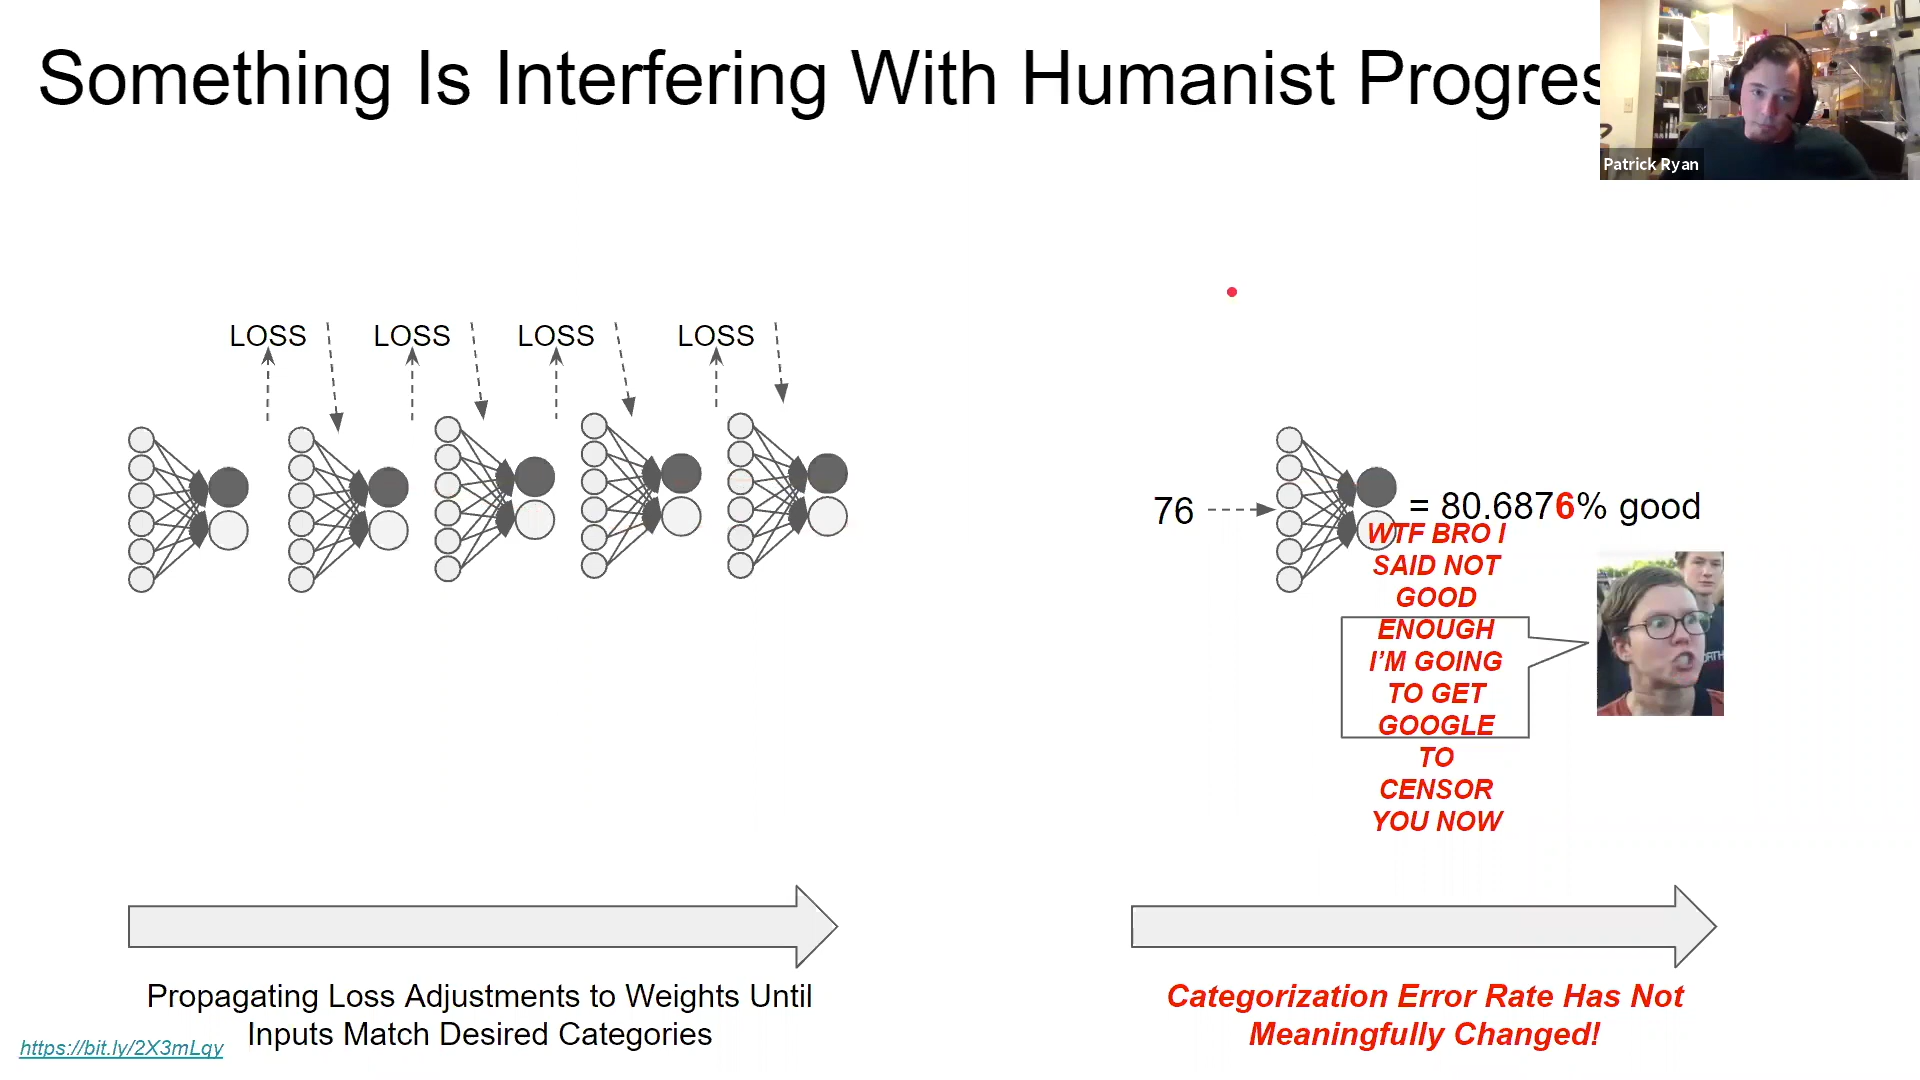 Something Is Interfering With Humanist Progres
Patrick Ryan
LOSS LOSS LOSS LOSS
76
= 80.6876% good
WTF BRO I
SAID NOT
GOOD
ENOUGH
I'M GOING
TO GET
GOOGLE
TO
CENSOR
YOU NOW
Propagating Loss Adjustments to Weights Until
Inputs Match Desired Categories
Categorization Error Rate Has Not
Meaningfully Changed!
https://bit.ly/2X3mLqy